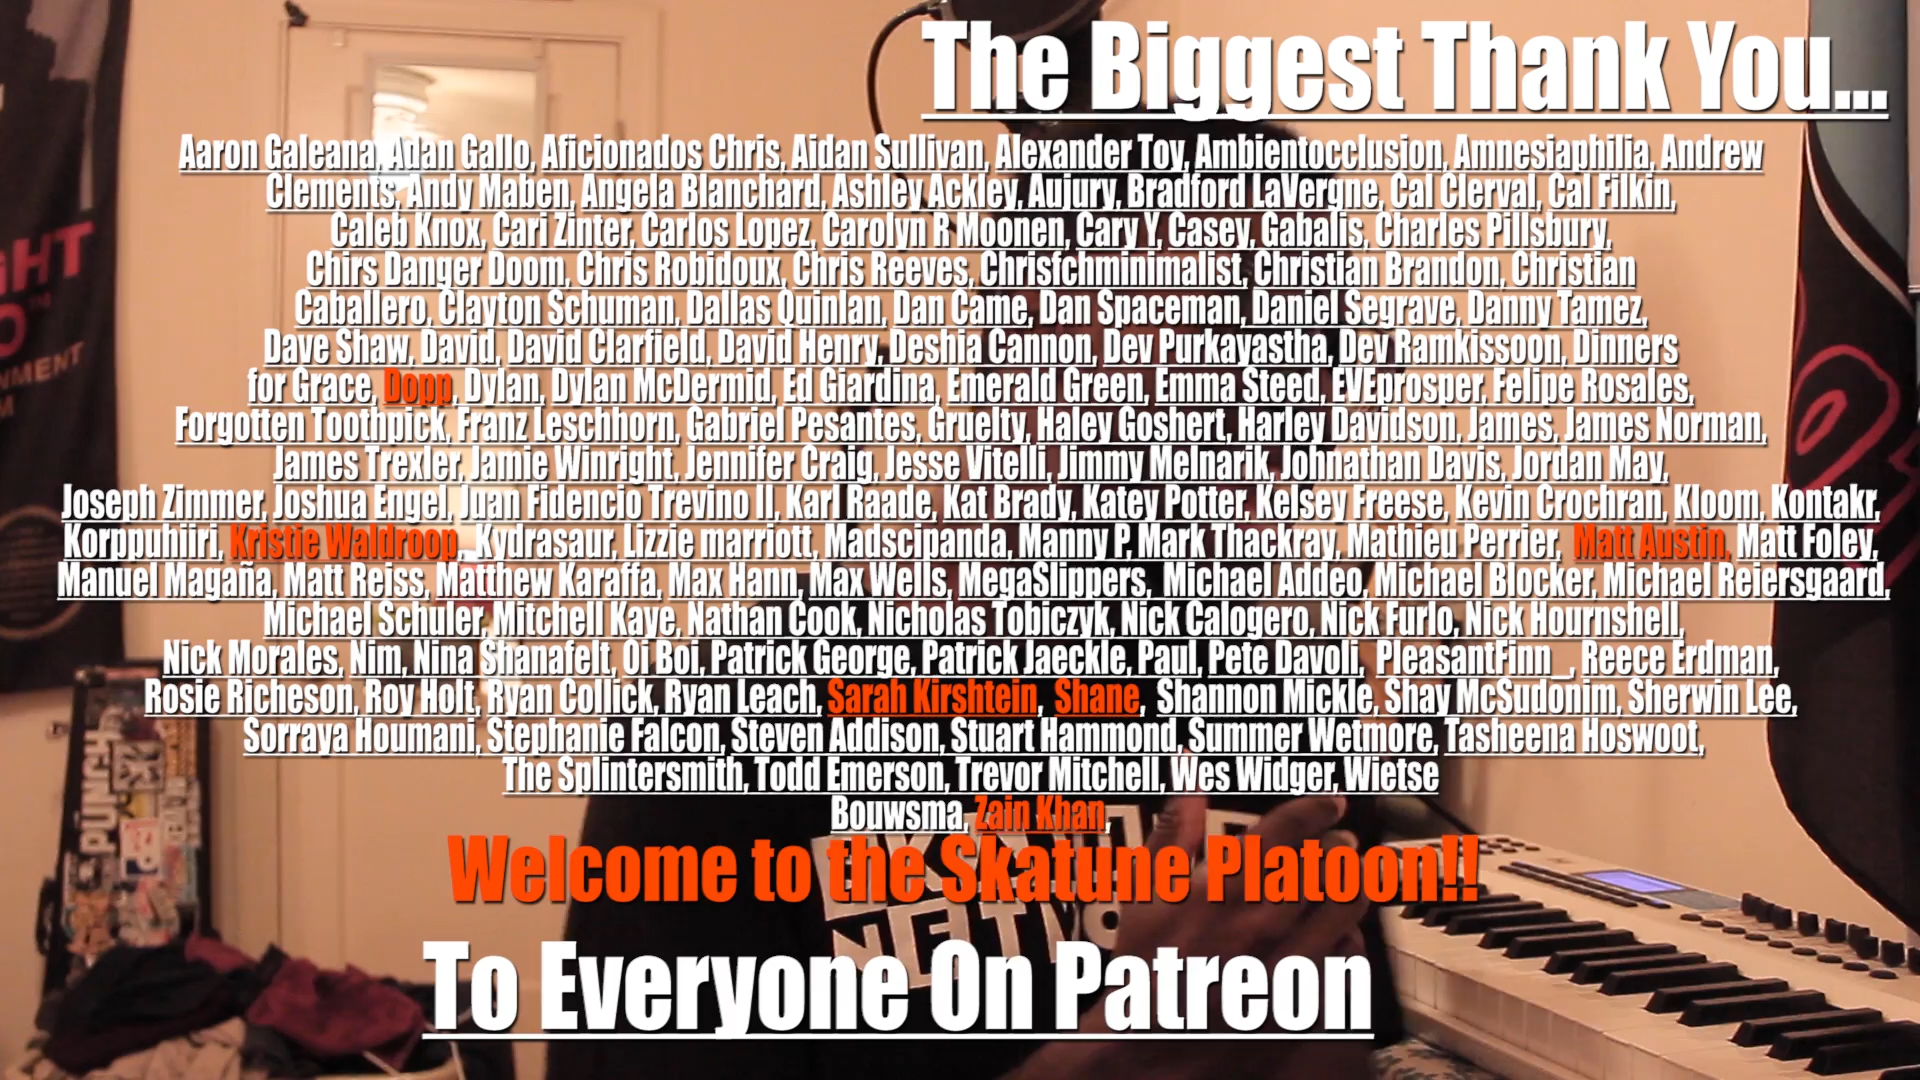 The Biggest Thank You...
Aaron Galeana, Adan Gallo, Aficionados Chris, Aidan Sullivan, Alexander Toy, Ambientocclusion, Amnesiaphilia, Andrew
Clements, Andy Maben, Angela Blanchard, Ashley Ackley, Aujury, Bradford LaVergne, Cal Clerval, Cal Filkin,
Caleb Knox, Cari Zinter, Carlos Lopez, Carolyn R Moonen, Cary Y, Casey, Gabalis, Charles Pillsbury,
Chirs Danger Doom, Chris Robidoux, Chris Reeves, Chrisfchminimalist, Christian Brandon, Christian
Caballero, Clayton Schuman, Dallas Quinlan, Dan Came, Dan Spaceman, Daniel Segrave, Danny Tamez,
Dave Shaw, David, David Clarfield, David Henry, Deshia Cannon, Dev Purkayastha, Dev Ramkissoon, Dinners
for Grace, Dopp, Dylan, Dylan McDermid, Ed Giardina, Emerald Green, Emma Steed, EVEprosper, Felipe Rosales,
Forgotten Toothpick, Franz Leschhorn, Gabriel Pesantes, Gruelty, Haley Goshert, Harley Davidson, James, James Norman,
James Trexler, Jamie Winright, Jennifer Craig, Jesse Vitelli, Jimmy Melnarik, Johnathan Davis, Jordan May,
Joseph Zimmer, Joshua Engel, Juan Fidencio Trevino II, Karl Raade, Kat Brady, Katey Potter, Kelsey Freese, Kevin Crochran, Kloom, Kontakr,
Korppuhiiri, Kristie Waldroop, Kydrasaur, Lizzie marriott, Madscipanda, Manny P, Mark Thackray, Mathieu Perrier, Matt Austin, Matt Foley,
Manuel Magaña, Matt Reiss, Matthew Karaffa, Max Hann, Max Wells, MegaSlippers, Michael Addeo, Michael Blocker, Michael Reiersgaard,
Michael Schuler, Mitchell Kaye, Nathan Cook, Nicholas Tobiczyk, Nick Calogero, Nick Furlo, Nick Hournshell,
Nick Morales, Nim, Nina Shanafelt, Oi Boi, Patrick George, Patrick Jaeckle, Paul, Pete Davoli, PleasantFinn_, Reece Erdman,
Rosie Richeson, Roy Holt, Ryan Collick, Ryan Leach, Sarah Kirshtein, Shane, Shannon Mickle, Shay McSudonim, Sherwin Lee,
Sorraya Houmani, Stephanie Falcon, Steven Addison, Stuart Hammond, Summer Wetmore, Tasheena Hoswoot,
The Splintersmith, Todd Emerson, Trevor Mitchell, Wes Widger, Wietse
Bouwsma, Zain Khan,
Welcome to the Skatune Platoon!!
To Everyone On Patreon
PUNCH